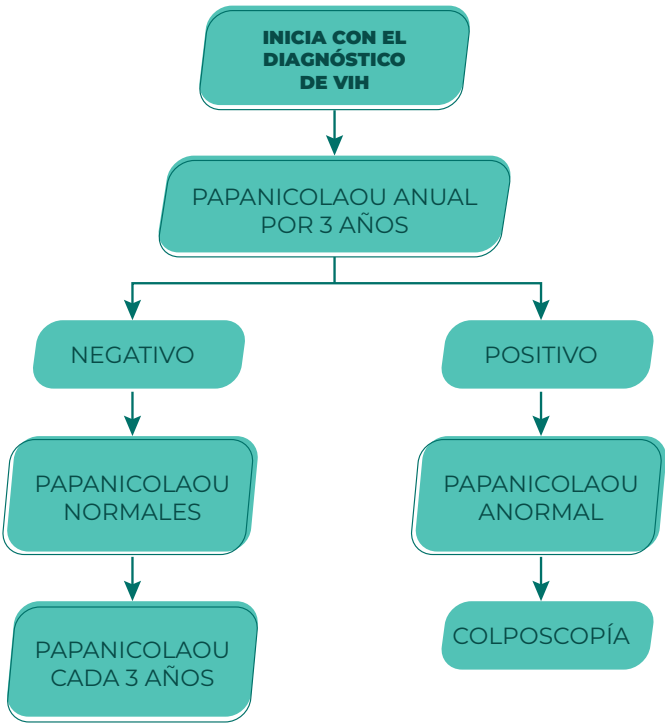 INICIA CON EL
DIAGNÓSTICO
DE VIH
PAPANICOLAOU ANUAL
POR 3 AÑOS
NEGATIVO
POSITIVO
PAPANICOLAOU
NORMALES
PAPANICOLAOU
ANORMAL
PAPANICOLAOU
CADA 3 AÑOS
COLPOSCOPÍA